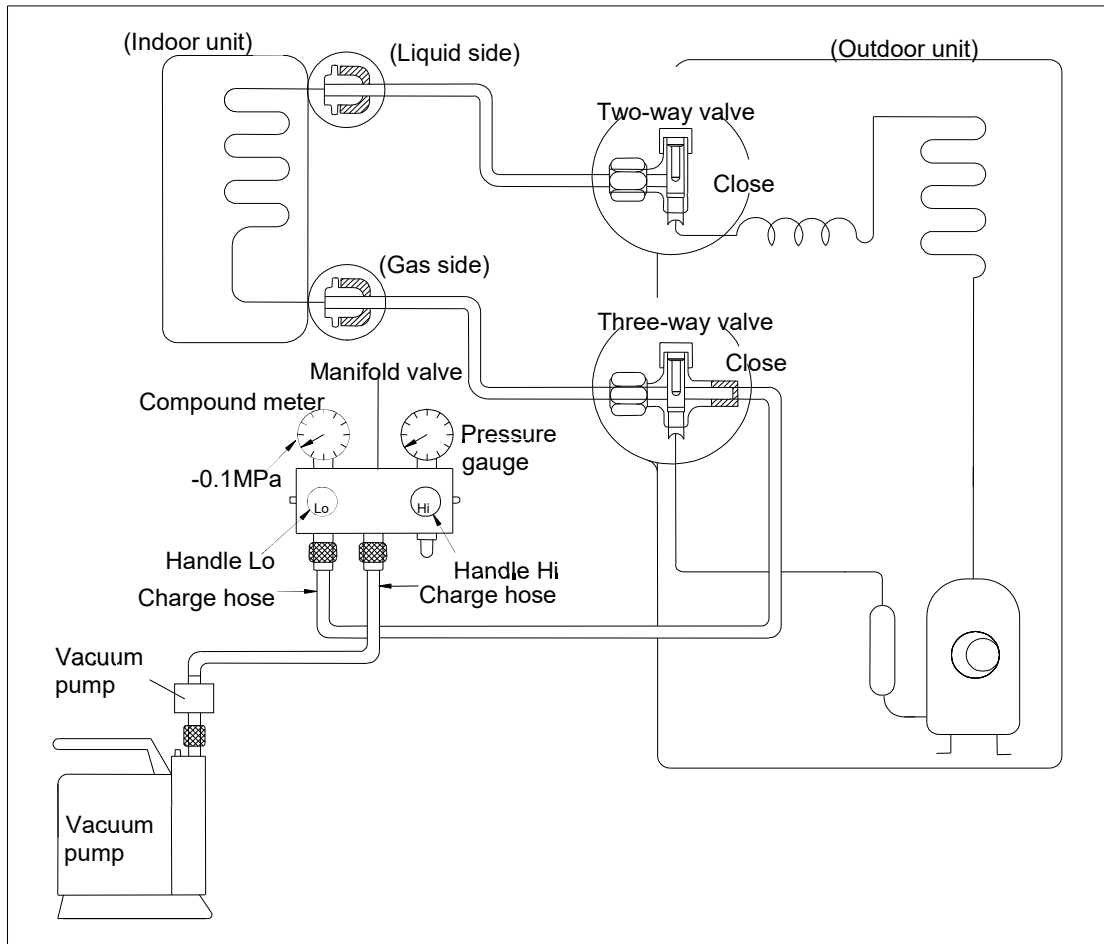 (Indoor unit)
(Liquid side)
(Outdoor unit)
Two-way valve
Close
(Gas side)
Three-way valve
Close
Manifold valve
Compound meter
Pressure
gauge
-0.1MPa
Lo
Hi
Handle Lo
Handle Hi
Charge hose
Charge hose
Vacuum
pump
Vacuum
pump